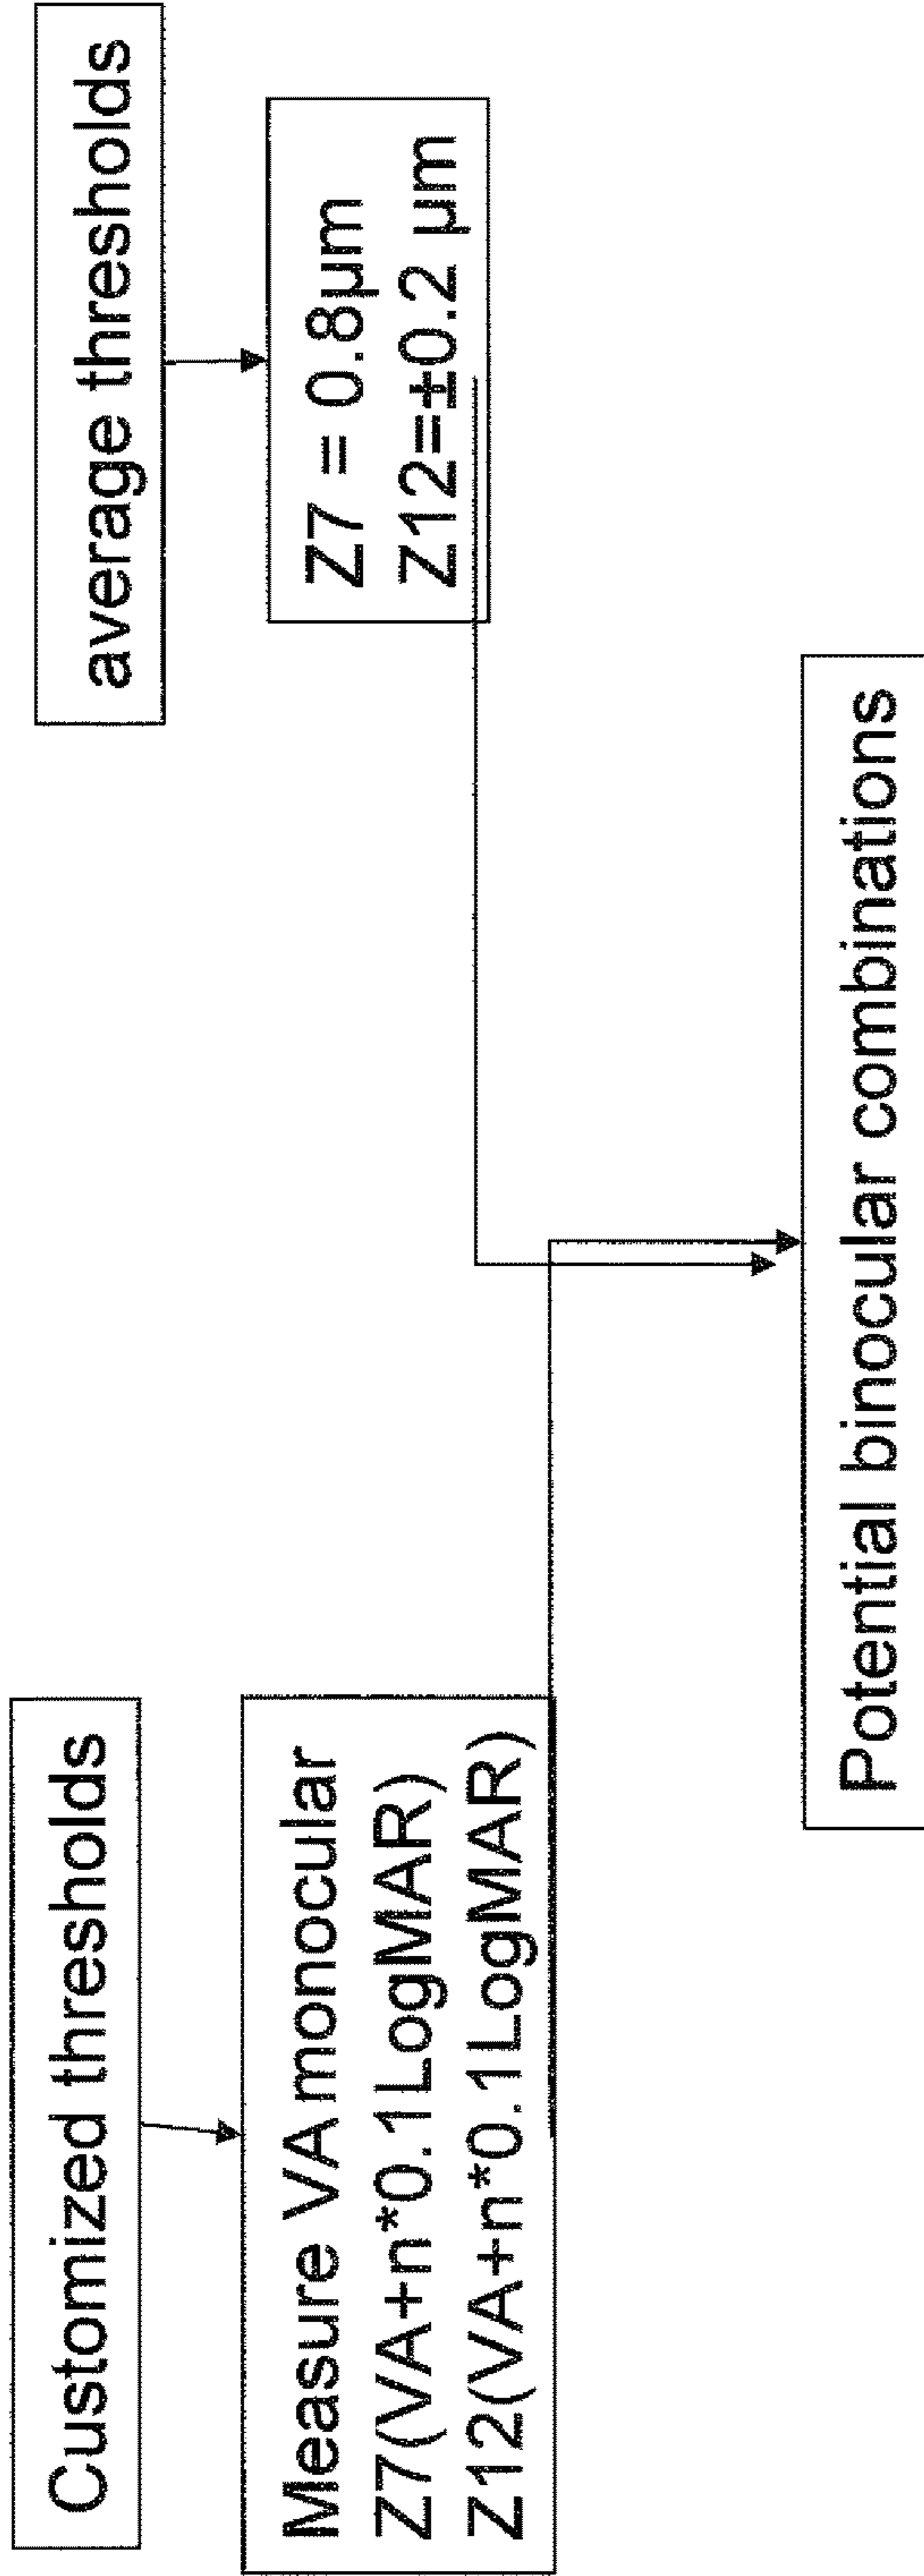 Customized thresholds
Measure VA monocular
Z7(VA+n*0.1LogMAR)
Z12(VA+n*0.1LogMAR)
average thresholds
Z7 = 0.8µm
Z12=±0.2 µm
Potential binocular combinations